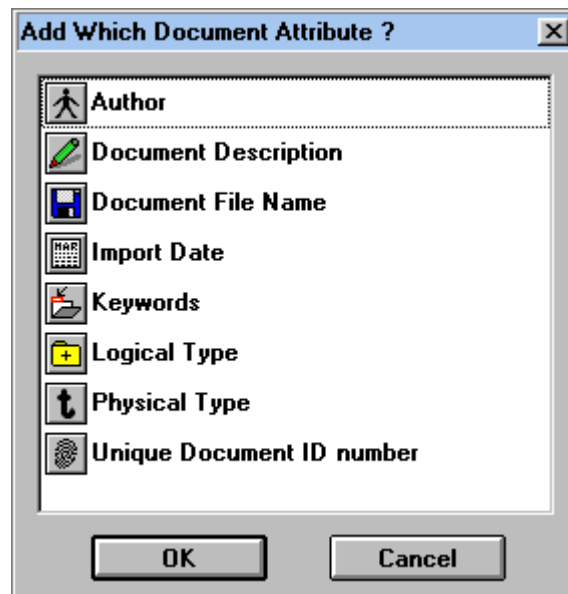 Add Which Document Attribute ?
Author
Document Description
Document File Name
MAR
Import Date
Keywords
Logical Type
t
Physical Type
Unique Document ID number
OK
Cancel